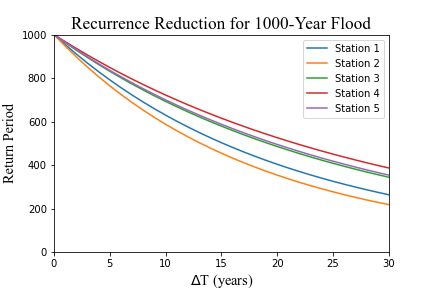 Recurrence Reduction for 1000-Year Flood
Return Period
1000
800
600
400
200
0
0 5 10 15 20 25 30
ΔT (years)
Station 1
Station 2
Station 3
Station 4
Station 5